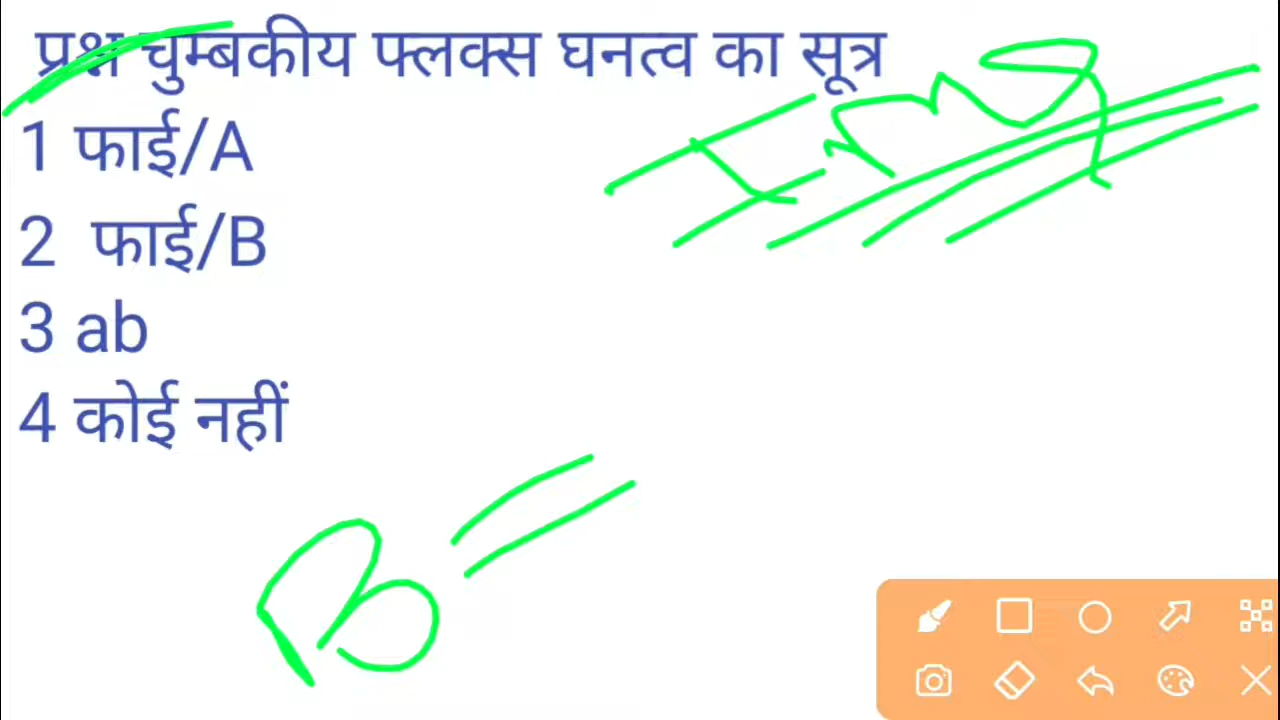 प्रश्न चुम्बकीय फ्लक्स घनत्व का सूत्र
1 फाई/A
2 फाई/B
3 ab
4 कोई नहीं
B=